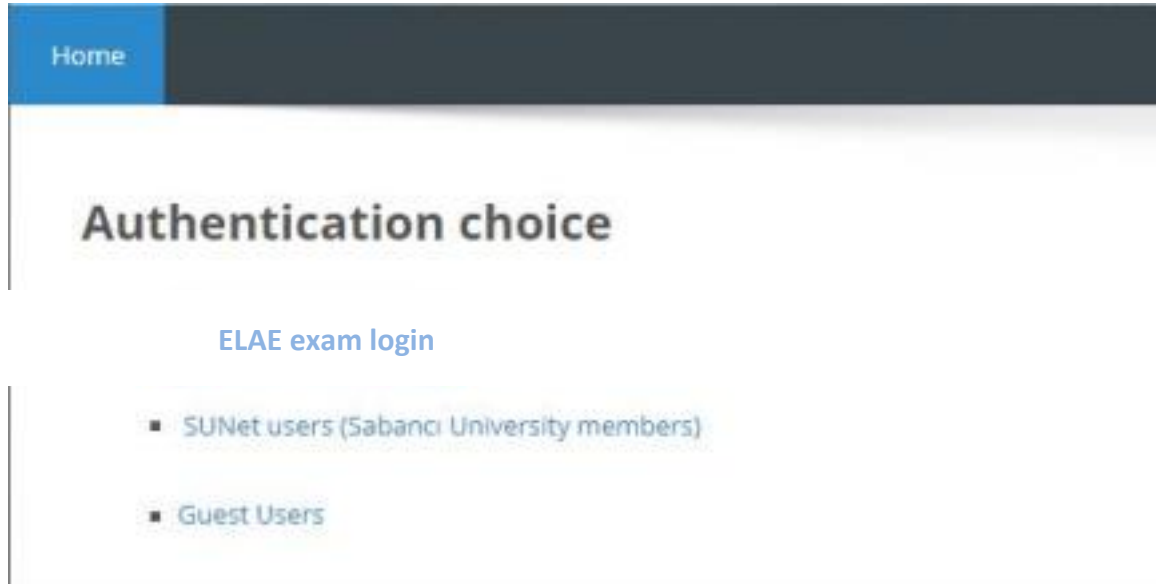 Home
Authentication choice
ELAE exam login
SUNet users (Sabancı University members)
Guest Users